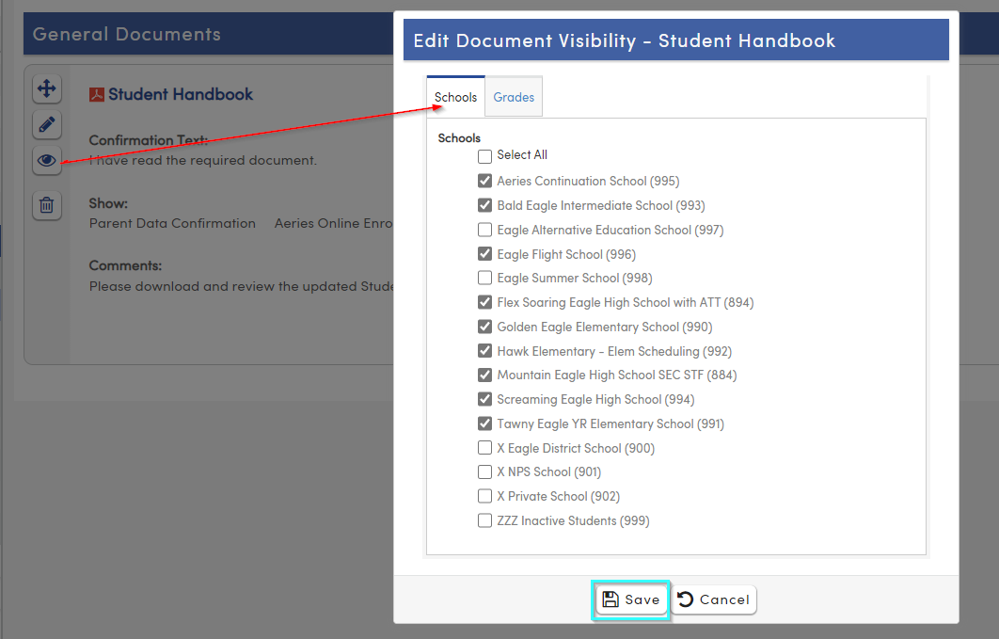 General Documents
Student Handbook
Confirmation Text:
I have read the required document.
Show:
Parent Data Confirmation Aeries Online Enro
Comments:
Please download and review the updated Stude
Edit Document Visibility - Student Handbook
Schools Grades
Schools
Select All
Aeries Continuation School (995)
Bald Eagle Intermediate School (993)
Eagle Alternative Education School (997)
Eagle Flight School (996)
Eagle Summer School (998)
Flex Soaring Eagle High School with ATT (894)
Golden Eagle Elementary School (990)
Hawk Elementary - Elem Scheduling (992)
Mountain Eagle High School SEC STF (884)
Screaming Eagle High School (994)
Tawny Eagle YR Elementary School (991)
X Eagle District School (900)
X NPS School (901)
X Private School (902)
ZZZ Inactive Students (999)
Save Cancel